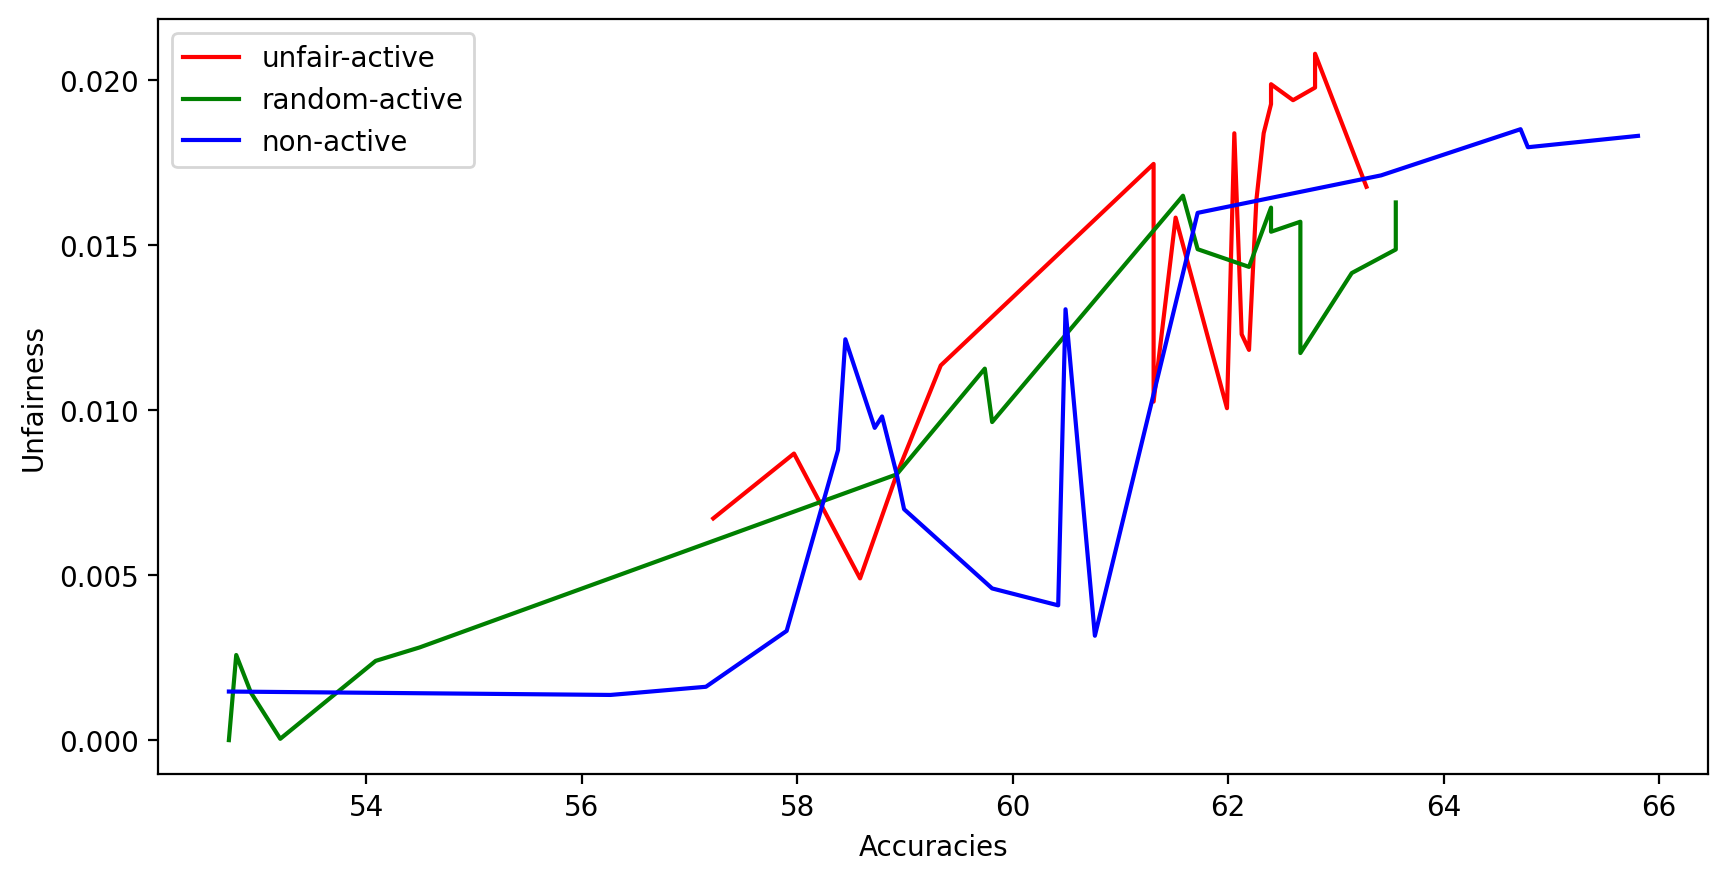 unfair-active
random-active
non-active
0.020
0.015
0.010
0.005
0.000
Unfairness
54 56 58 60 62 64 66
Accuracies